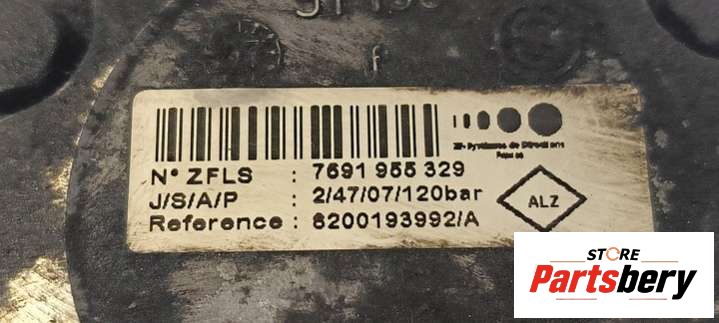 f
N° ZFLS : 7691 955 329
J/S/A/P : 2/47/07/120bar
Reference : 8200193992/A
ALZ
STORE
Partsbery